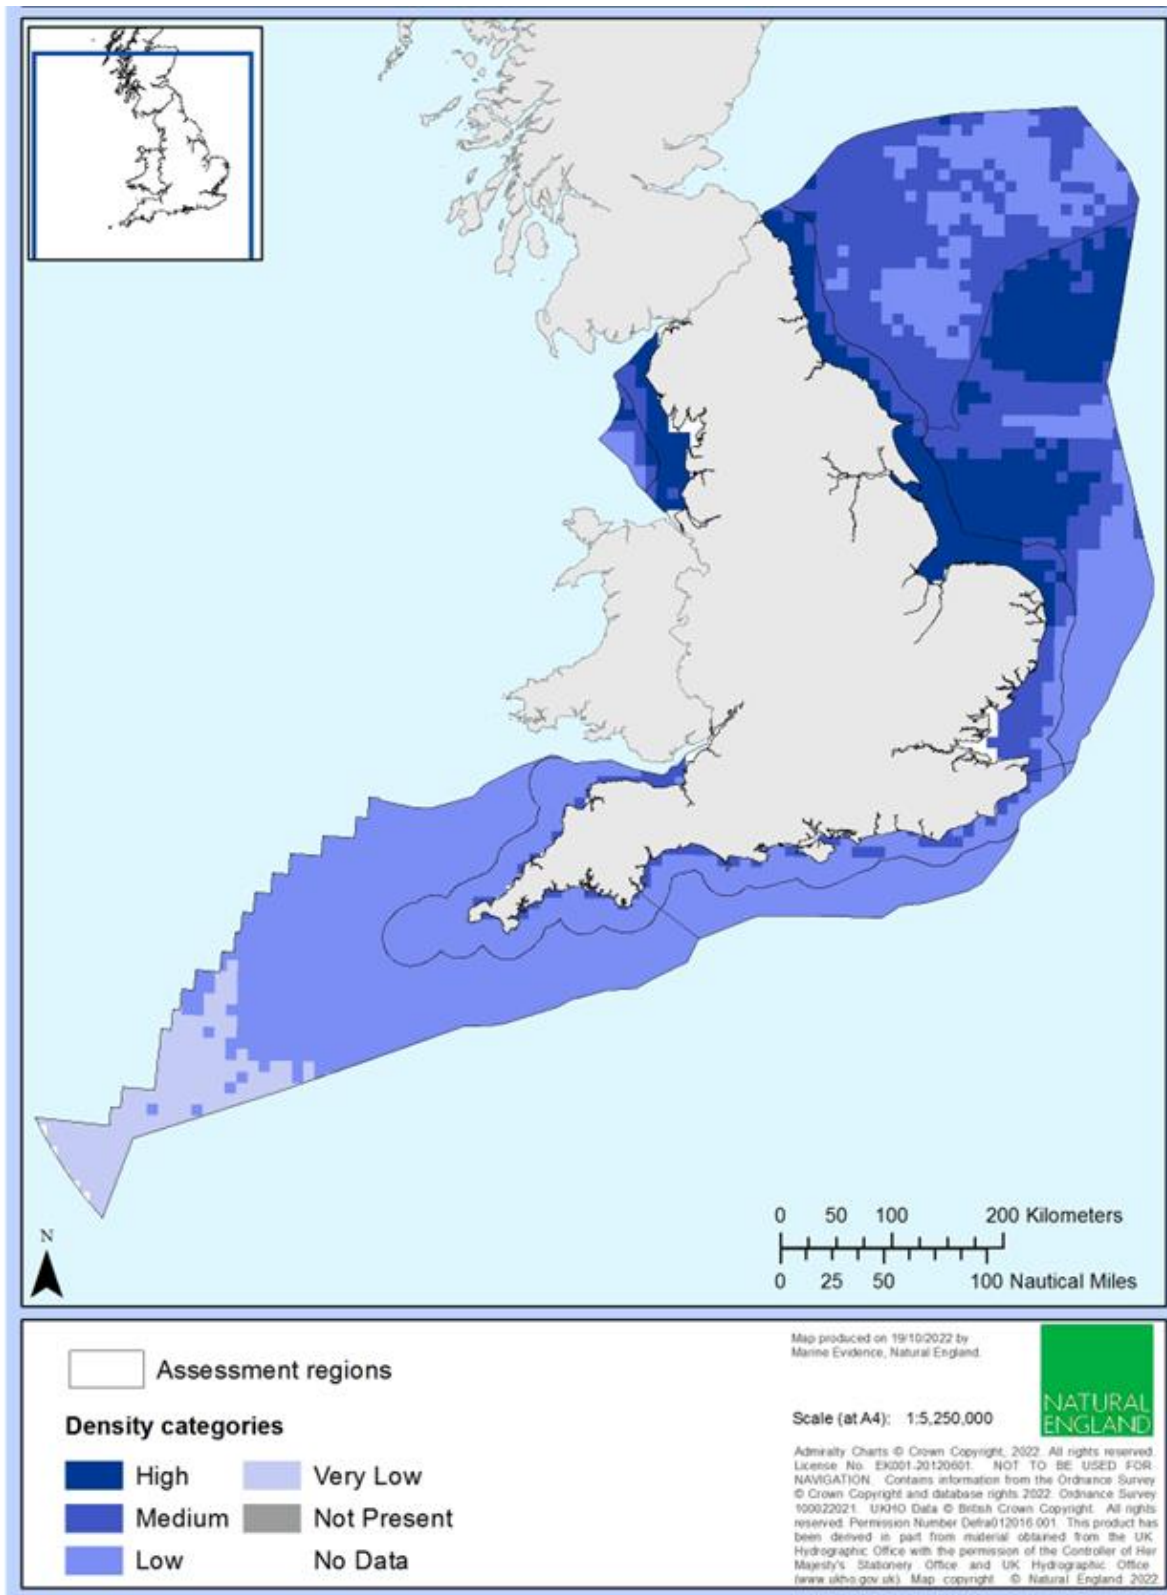 N
0 50 100 200 Kilometers
0 25 50 100 Nautical Miles
Assessment regions
Density categories
High
Medium
Low
Very Low
Not Present
No Data
Map produced on 19/10/2022 by
Marine Evidence, Natural England.
Scale (at A4): 1:5,250,000
NATURAL
ENGLAND
Admiralty Charts © Crown Copyright, 2022. All rights reserved.
License No. EK001-20120601. NOT TO BE USED FOR
NAVIGATION. Contains information from the Ordnance Survey
© Crown Copyright and database rights 2022. Ordnance Survey
100022021. UKHO Data © British Crown Copyright. All rights
reserved. Permission Number Defra012016.001. This product has
been derived in part from material obtained from the UK
Hydrographic Office with the permission of the Controller of Her
Majesty's Stationery Office and UK Hydrographic Office
(www.ukho.gov.uk). Map copyright © Natural England 2022